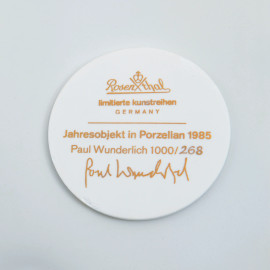 Rosenthal
limitierte kunstreihen
GERMANY
Jahresobjekt in Porzellan 1985
Paul Wunderlich 1000/268
Paul Wunderlich